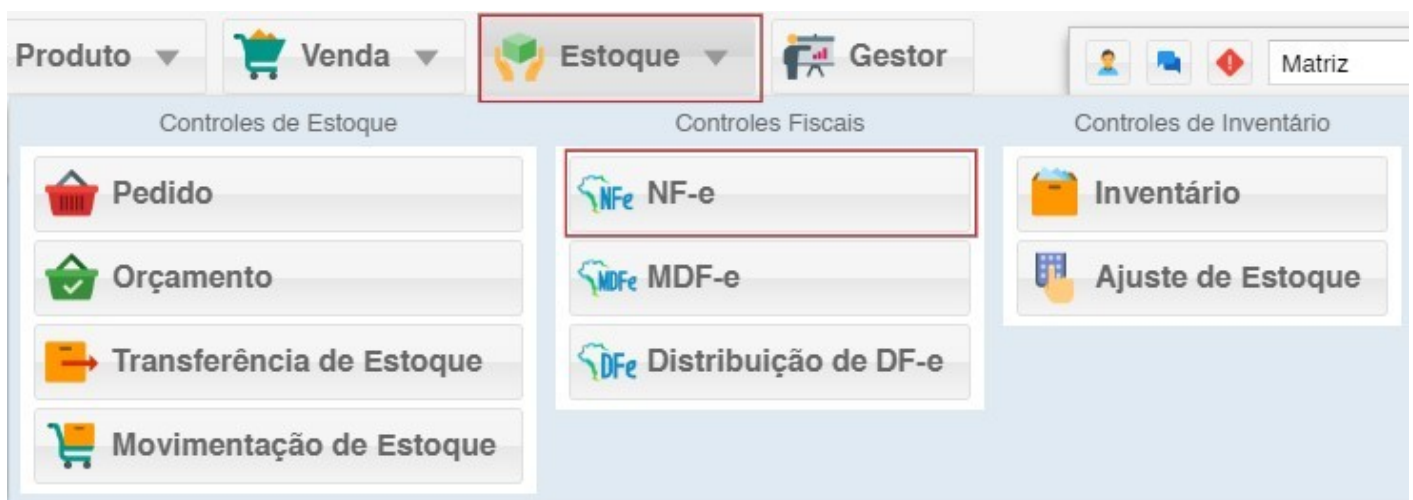 Produto Venda Estoque Gestor Matriz
Controles de Estoque Controles Fiscais Controles de Inventário
Pedido NFe NF-e Inventário
Orçamento MDFe MDF-e Ajuste de Estoque
Transferência de Estoque DFe Distribuição de DF-e
Movimentação de Estoque